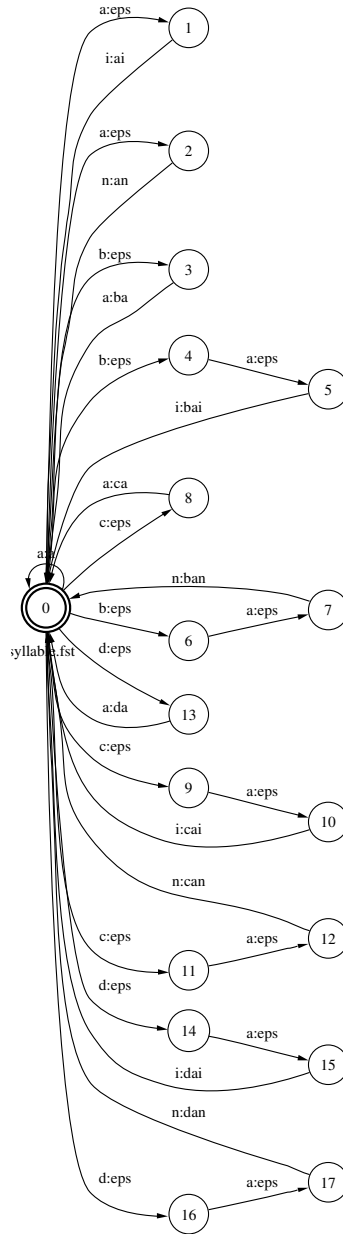 a:eps
1
i:ai
a:eps
2
n:an
b:eps
3
a:ba
4
b:eps
a:eps
5
i:bai
a:ca
8
c:eps
n:ban
0
b:eps
a:eps
7
6
d:eps
a:da
13
c:eps
9
a:eps
10
i:cai
n:can
c:eps
a:eps
12
11
d:eps
14
a:eps
15
i:dai
n:dan
d:eps
a:eps
17
16